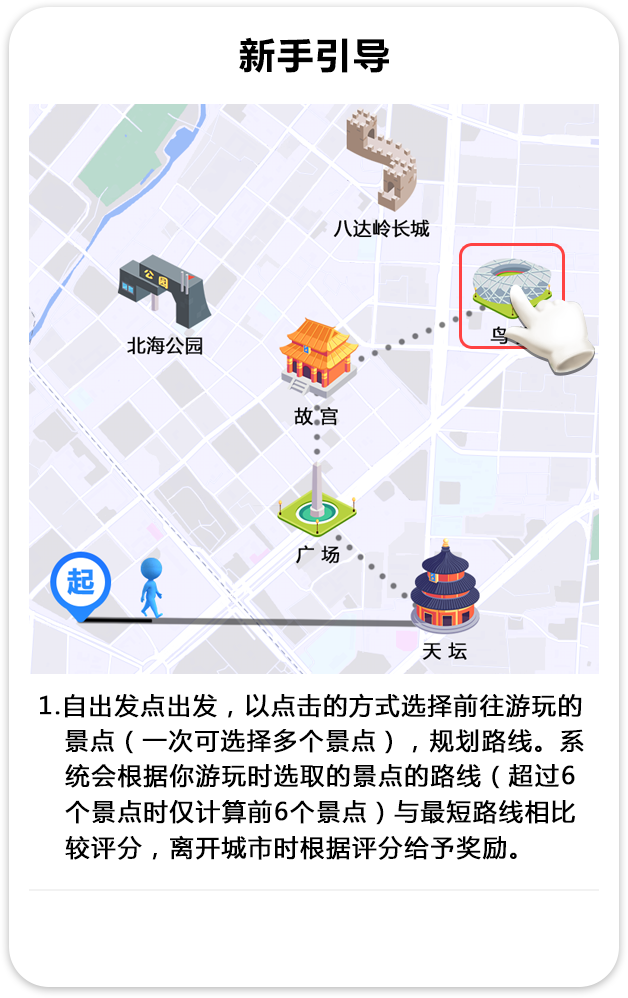 新手引导
八达岭长城
公园
鸟
北海公园
故宫
广场
起
天坛
1.自出发点出发，以点击的方式选择前往游玩的
景点（一次可选择多个景点），规划路线。系
统会根据你游玩时选取的景点的路线（超过6
个景点时仅计算前6个景点）与最短路线相比
较评分，离开城市时根据评分给予奖励。